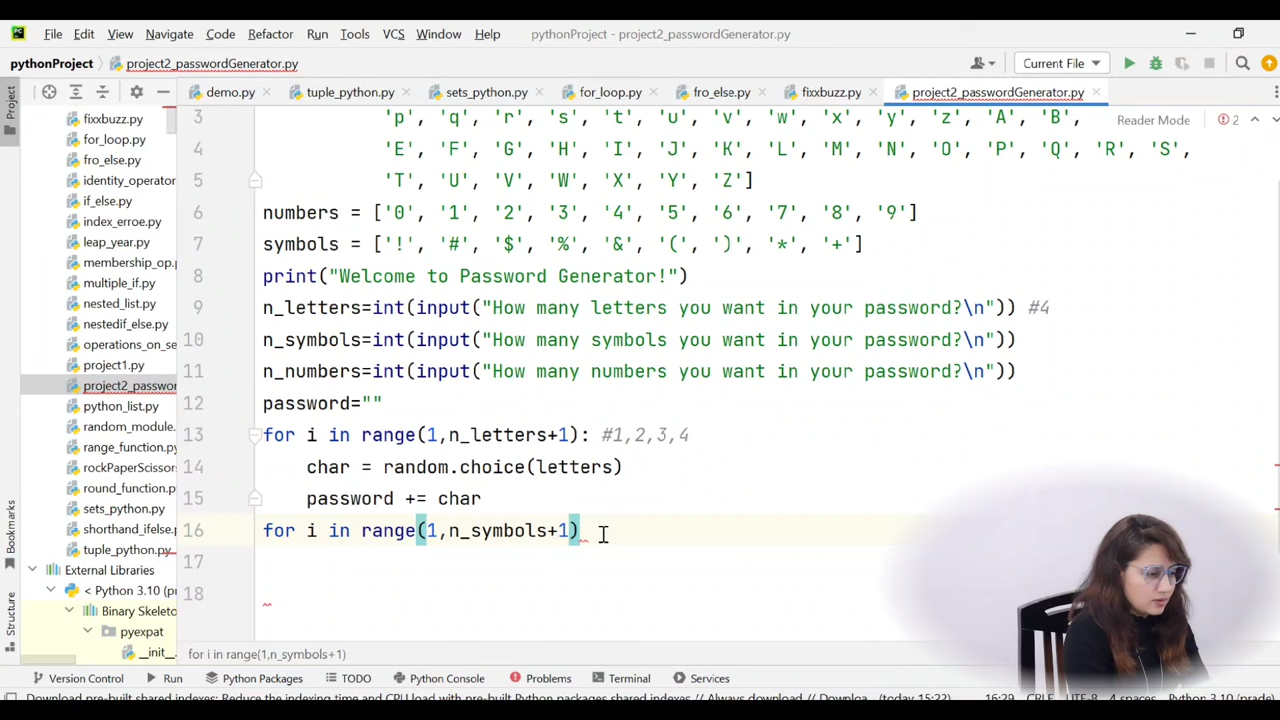 PC File Edit View Navigate Code Refactor Run Tools VCS Window Help pythonProject - project2_passwordGenerator.py
pythonProject project2_passwordGenerator.py Current File
Project demo.py tuple_python.py sets_python.py for_loop.py fro_else.py fixxbuzz.py project2_passwordGenerator.py
Reader Mode 2
fixxbuzz.py
for_loop.py
fro_else.py
identity_operator
if_else.py
index_erroe.py
leap_year.py
membership_op.p
multiple_if.py
nested_list.py
nestedif_else.py
operations_on_se
project1.py
project2_passwor
python_list.py
random_module.
range_function.py
rockPaperScissor
round_function.p
sets_python.py
shorthand_ifelse.p
tuple_python.py
External Libraries
< Python 3.10 (pra
Binary Skeleto
pyexpat
__init__.
3 'p', 'q', 'r', 's', 't', 'u', 'v', 'w', 'x', 'y', 'z', 'A', 'B',
4 'E', 'F', 'G', 'H', 'I', 'J', 'K', 'L', 'M', 'N', 'O', 'P', 'Q', 'R', 'S',
5 'T', 'U', 'V', 'W', 'X', 'Y', 'Z']
6 numbers = ['0', '1', '2', '3', '4', '5', '6', '7', '8', '9']
7 symbols = ['!', '#', '$', '%', '&', '(', ')', '*', '+']
8 print("Welcome to Password Generator!")
9 n_letters=int(input("How many letters you want in your password?\n")) #4
10 n_symbols=int(input("How many symbols you want in your password?\n"))
11 n_numbers=int(input("How many numbers you want in your password?\n"))
12 password=""
13 for i in range(1,n_letters+1): #1,2,3,4
14 char = random.choice(letters)
15 password += char
16 for i in range(1,n_symbols+1)
17
18
Bookmarks
Structure
for i in range(1,n_symbols+1)
Version Control Run Python Packages TODO Python Console Problems Terminal Services
Download pre-built shared indexes: Reduce the indexing time and CPU load with pre-built Python packages shared indexes // Always download // Downloa... (today 15:22) 16:29 CRLF UTF-8 4 spaces Python 3.10 (prade